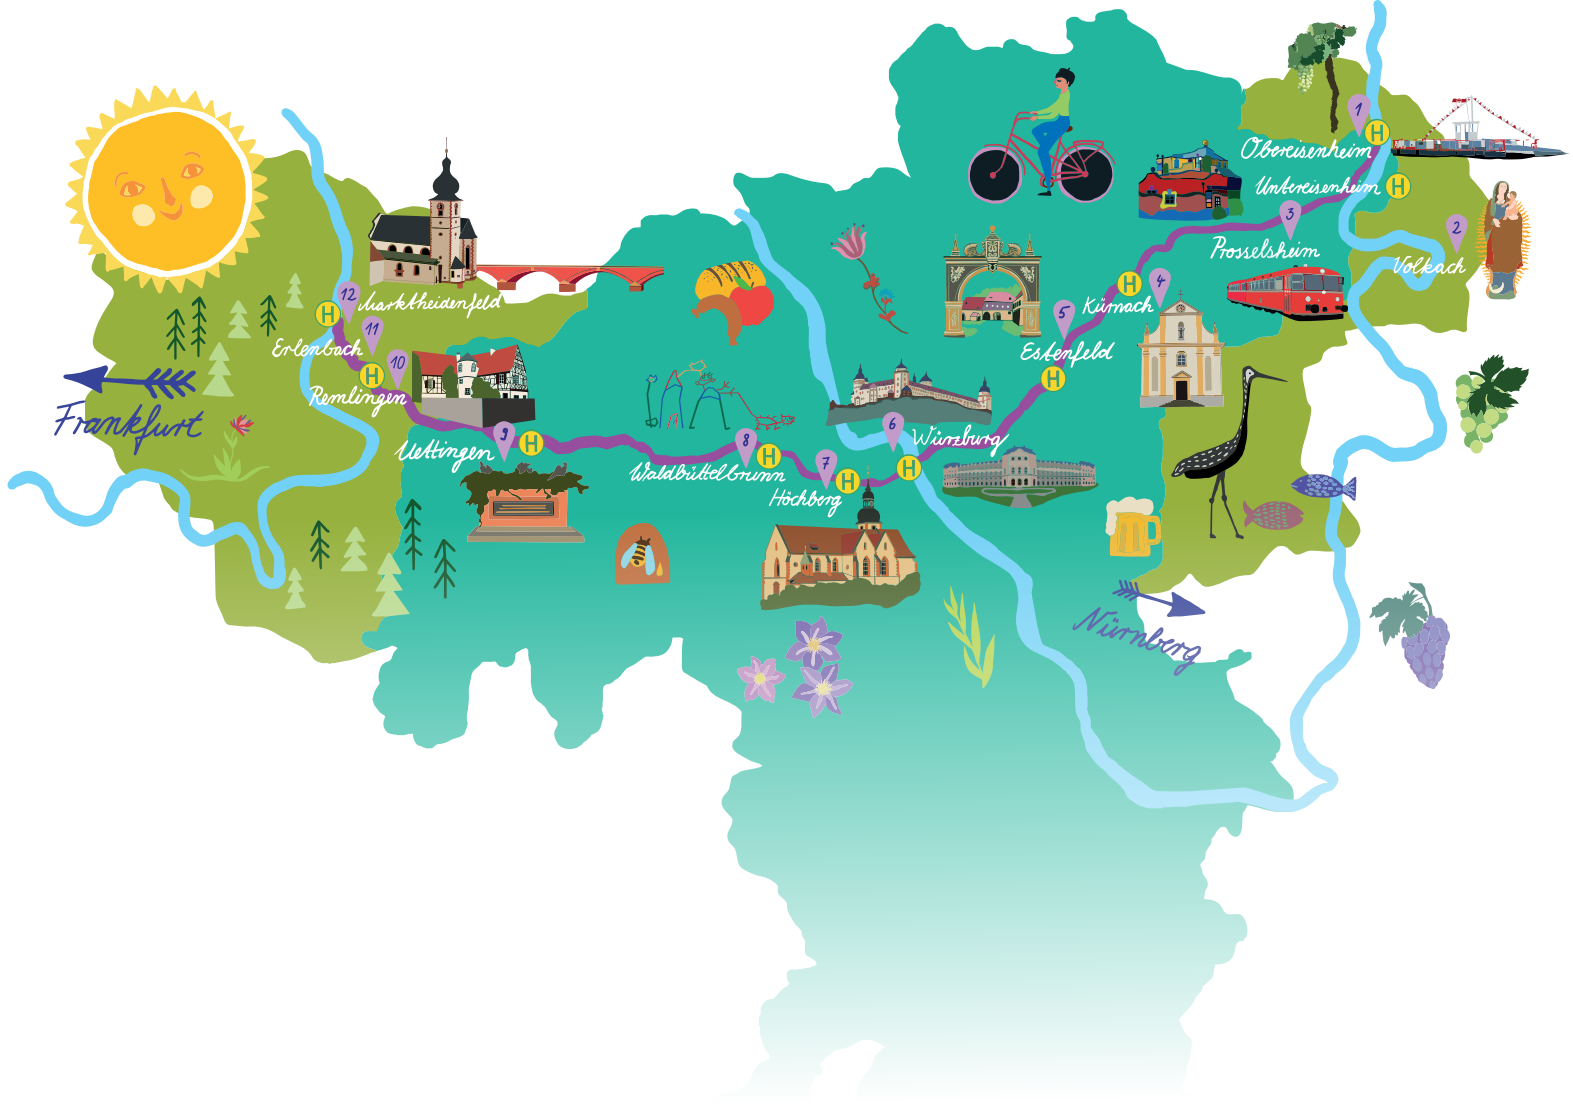 1
H
Obereisenheim
Untereisenheim
H
3
2
Prosselsheim
Volkach
H
4
Kürnach
5
Estenfeld
H
12
Marktheidenfeld
H
11
Erlenbach
10
H
Remlingen
Frankfurt
9
H
Uettingen
8
H
Waldbüttelbrunn
7
H
Höchberg
6
Würzburg
H
Nürnberg